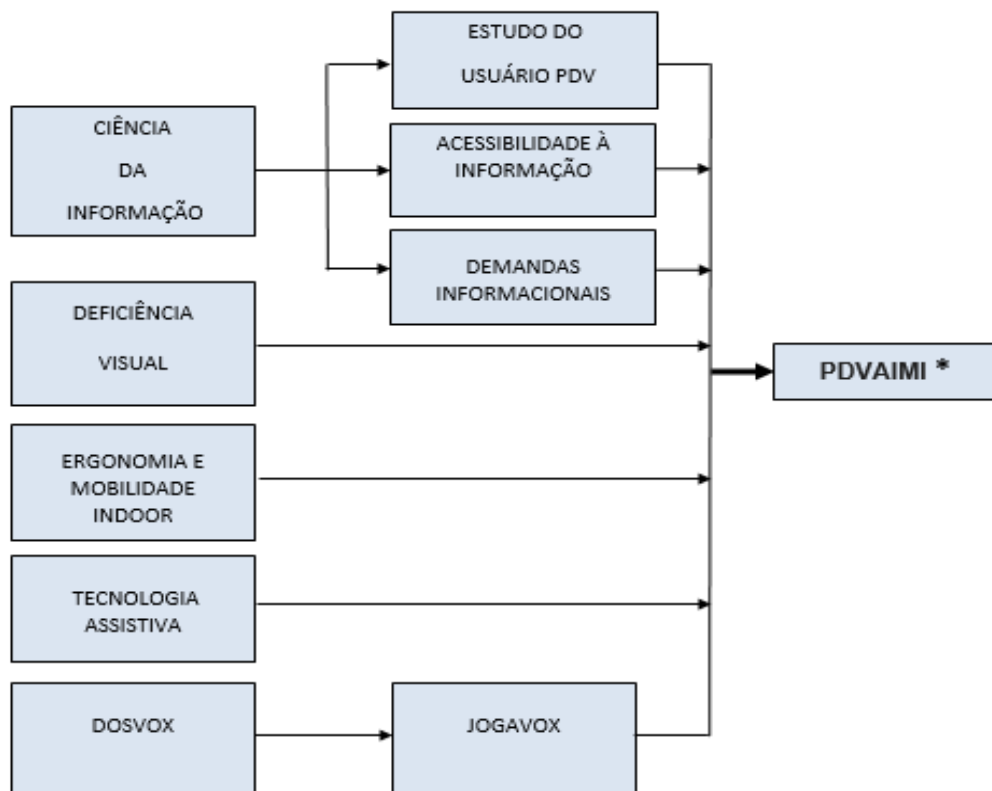 ESTUDO DO
USUÁRIO PDV
CIÊNCIA
DA
INFORMAÇÃO
ACESSIBILIDADE À
INFORMAÇÃO
DEMANDAS
INFORMACIONAIS
DEFICIÊNCIA
VISUAL
PDVAIMI *
ERGONOMIA E
MOBILIDADE
INDOOR
TECNOLOGIA
ASSISTIVA
DOSVOX
JOGAVOX